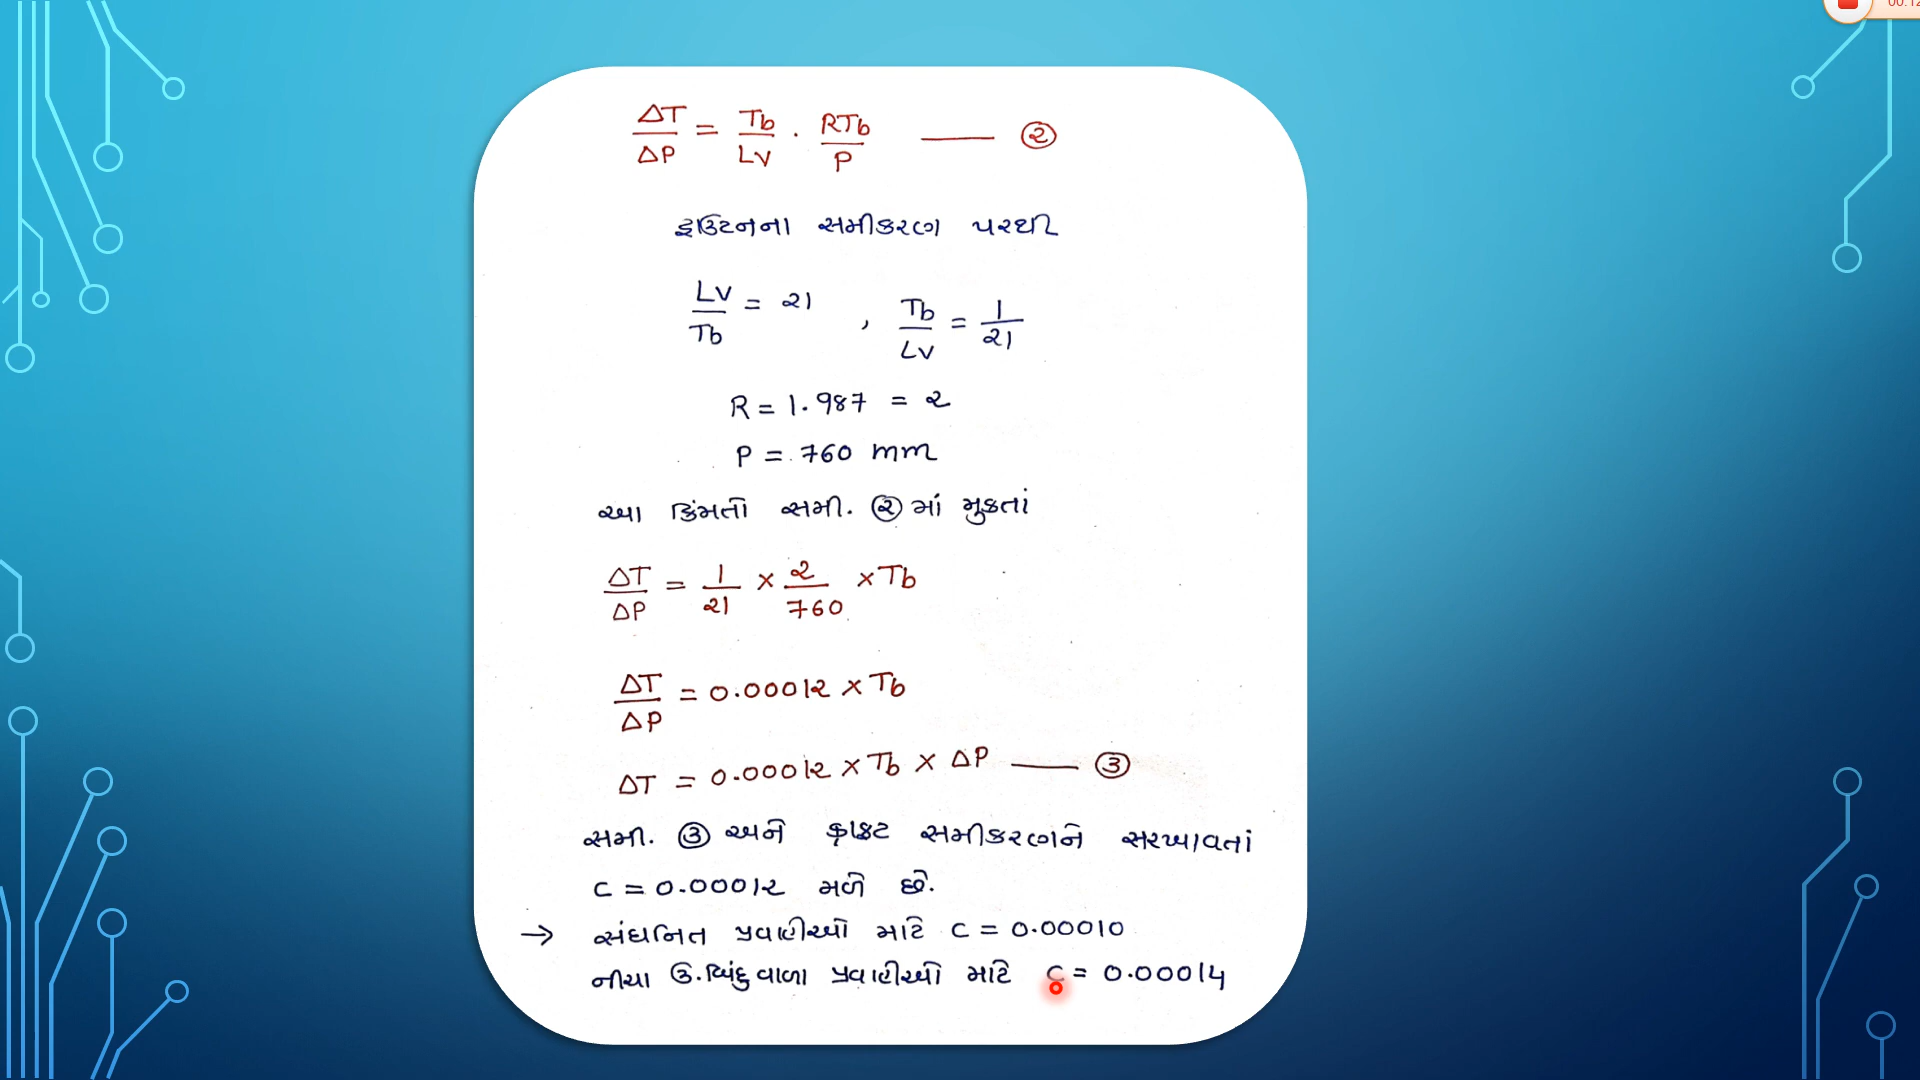 00:12
ΔT/ΔP = Tb/Lv · RTb/P —— ②
ટ્રાઉટનના સમીકરણ પરથી
Lv/Tb = 21 , Tb/Lv = 1/21
R = 1.987 = 2
P = 760 mm
આ કિંમતો સમી. ② માં મુકતાં
ΔT/ΔP = 1/21 × 2/760 × Tb
ΔT/ΔP = 0.00012 × Tb
ΔT = 0.00012 × Tb × ΔP —— ③
સમી. ③ અને ક્રાફ્ટ સમીકરણને સરખાવતાં
C = 0.00012 મળે છે.
→ સંઘનિત પ્રવાહીઓ માટે C = 0.00010
નીચા ઉ.બિંદુ વાળા પ્રવાહીઓ માટે C = 0.00014